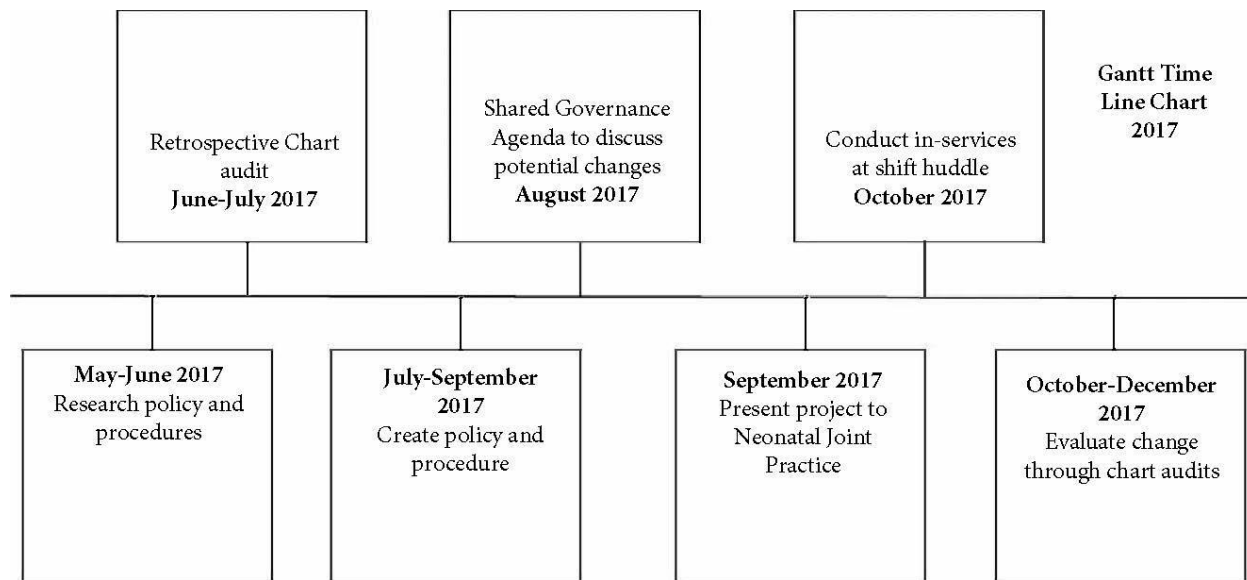 Retrospective Chart
audit
June-July 2017
Shared Governance
Agenda to discuss
potential changes
August 2017
Conduct in-services
at shift huddle
October 2017
Gantt Time
Line Chart
2017
May-June 2017
Research policy and
procedures
July-September
2017
Create policy and
procedure
September 2017
Present project to
Neonatal Joint
Practice
October-December
2017
Evaluate change
through chart audits